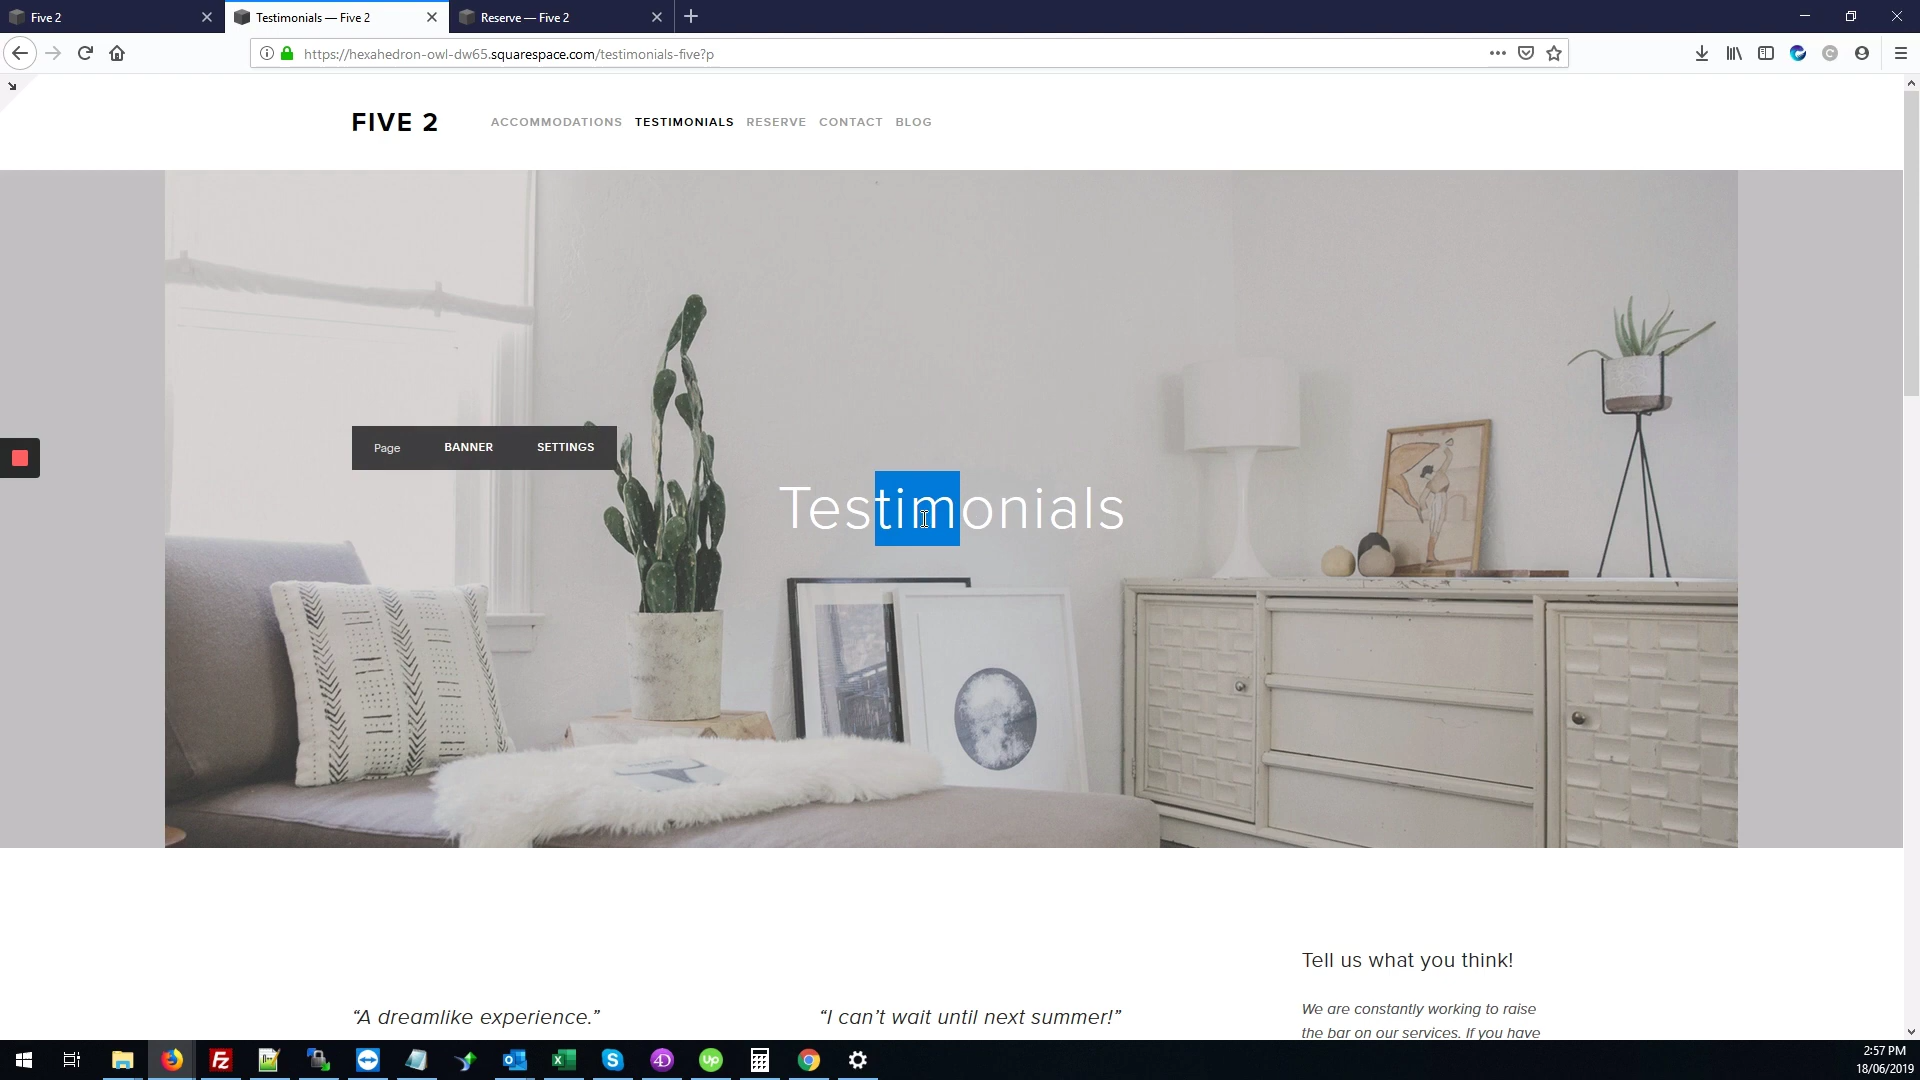 Five 2
Testimonials — Five 2
Reserve — Five 2
https://hexahedron-owl-dw65.squarespace.com/testimonials-five?p
FIVE 2
ACCOMMODATIONS TESTIMONIALS RESERVE CONTACT BLOG
Page BANNER SETTINGS
Testimonials
Tell us what you think!
“A dreamlike experience.”
“I can’t wait until next summer!”
We are constantly working to raise
the bar on our services. If you have
2:57 PM
18/06/2019